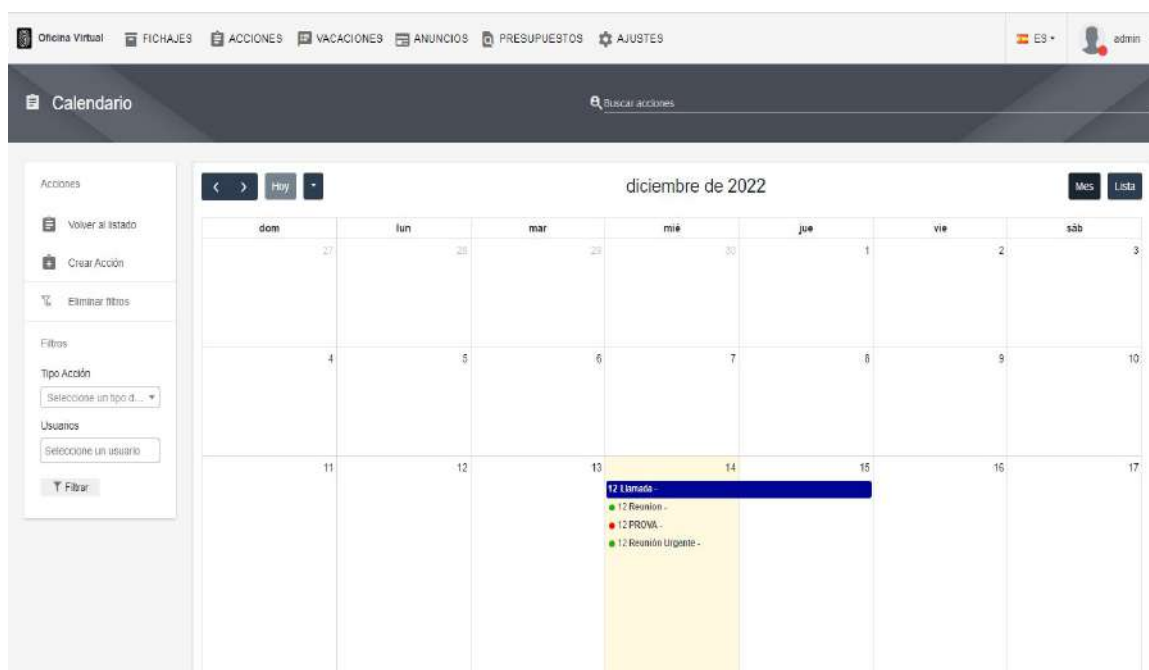 Oficina Virtual FICHAJES ACCIONES VACACIONES ANUNCIOS PRESUPUESTOS AJUSTES ES admin
Calendario Buscar acciones
Acciones
Volver al listado
Crear Acción
Eliminar filtros
Filtros
Tipo Acción
Seleccione un tipo d...
Usuarios
Seleccione un usuario
Filtrar
Hoy diciembre de 2022 Mes Lista
dom lun mar mié jue vie sáb
27 28 29 30 1 2 3
4 5 6 7 8 9 10
11 12 13 14 15 16 17
12 Llamada -
12 Reunion -
12 PROVA -
12 Reunión Urgente -